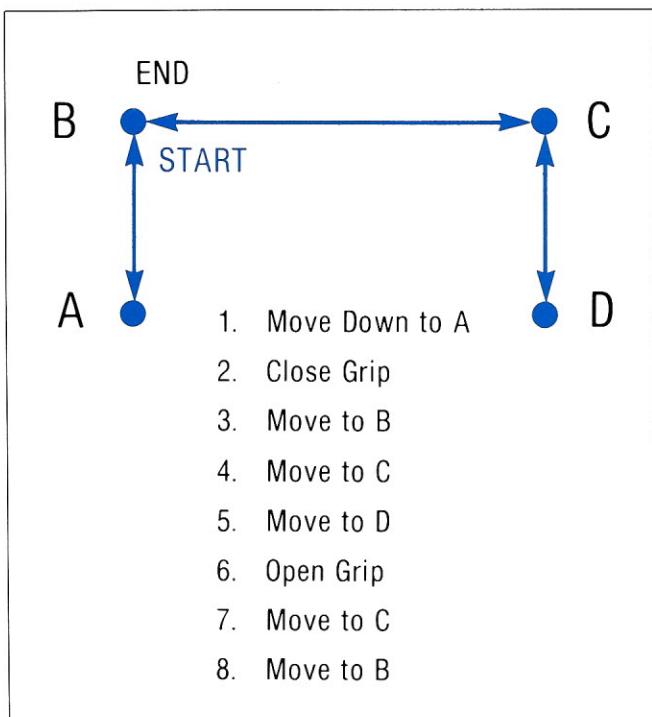 END
B
C
START
A
D
1. Move Down to A
2. Close Grip
3. Move to B
4. Move to C
5. Move to D
6. Open Grip
7. Move to C
8. Move to B